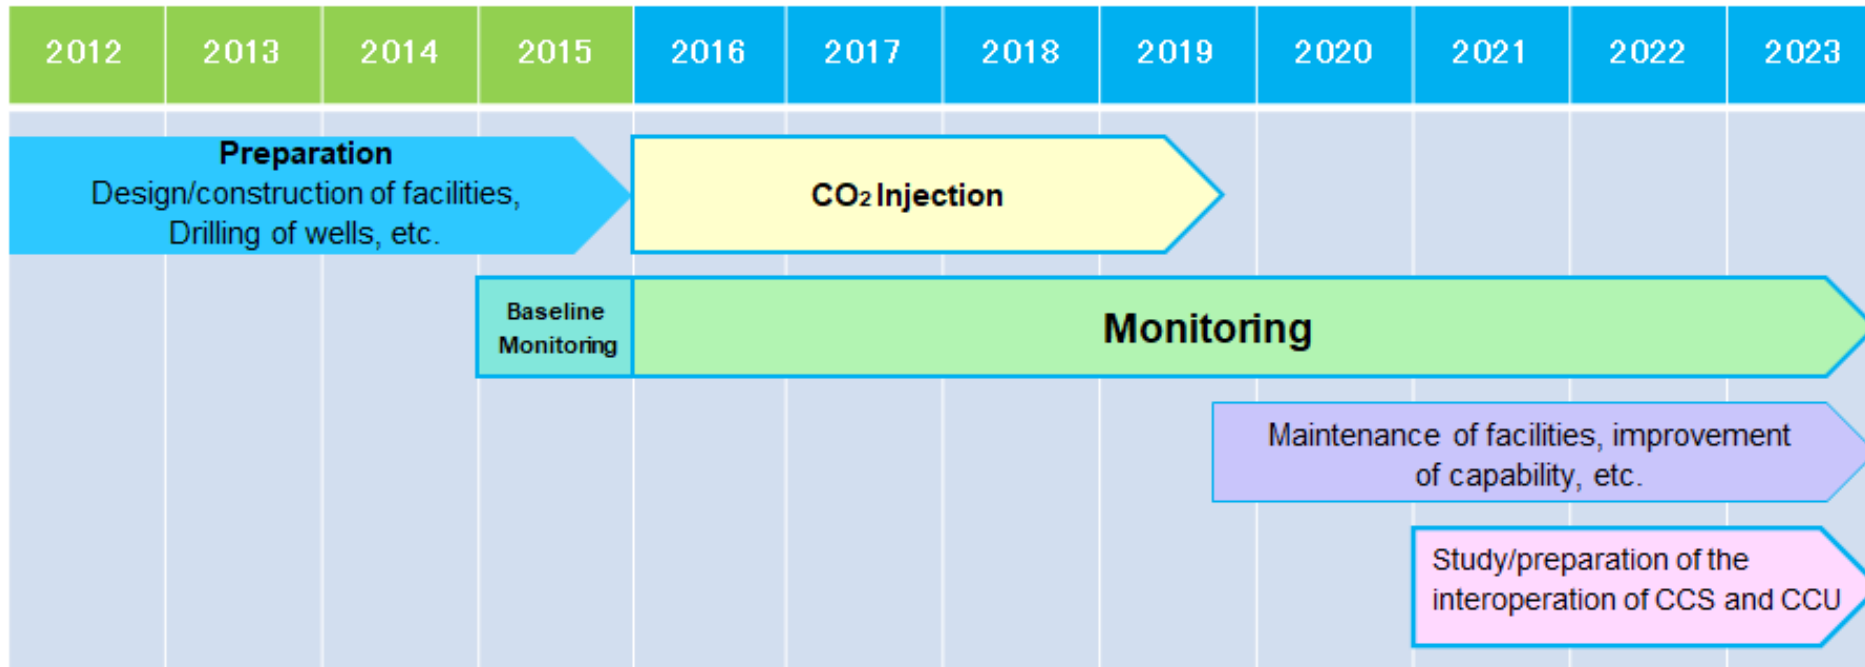 2012 2013 2014 2015 2016 2017 2018 2019 2020 2021 2022 2023
Preparation
Design/construction of facilities,
Drilling of wells, etc.
CO₂ Injection
Baseline
Monitoring
Monitoring
Maintenance of facilities, improvement
of capability, etc.
Study/preparation of the
interoperation of CCS and CCU